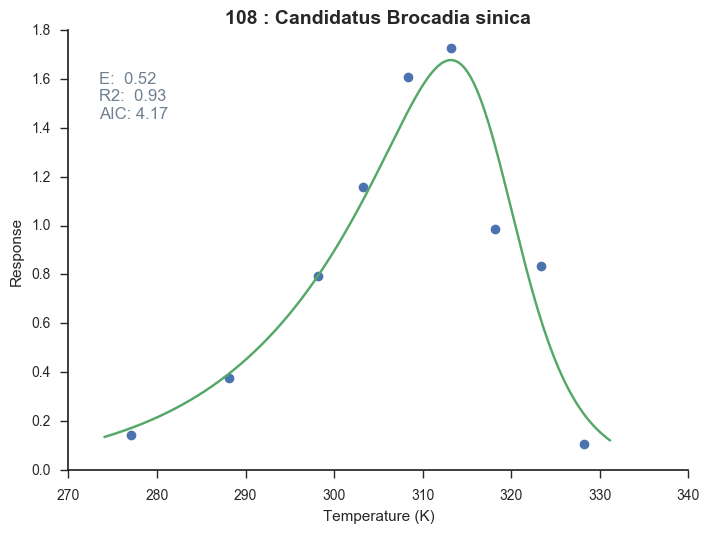 108 : Candidatus Brocadia sinica
E: 0.52
R2: 0.93
AIC: 4.17
Response
1.8
1.6
1.4
1.2
1.0
0.8
0.6
0.4
0.2
0.0
270 280 290 300 310 320 330 340
Temperature (K)